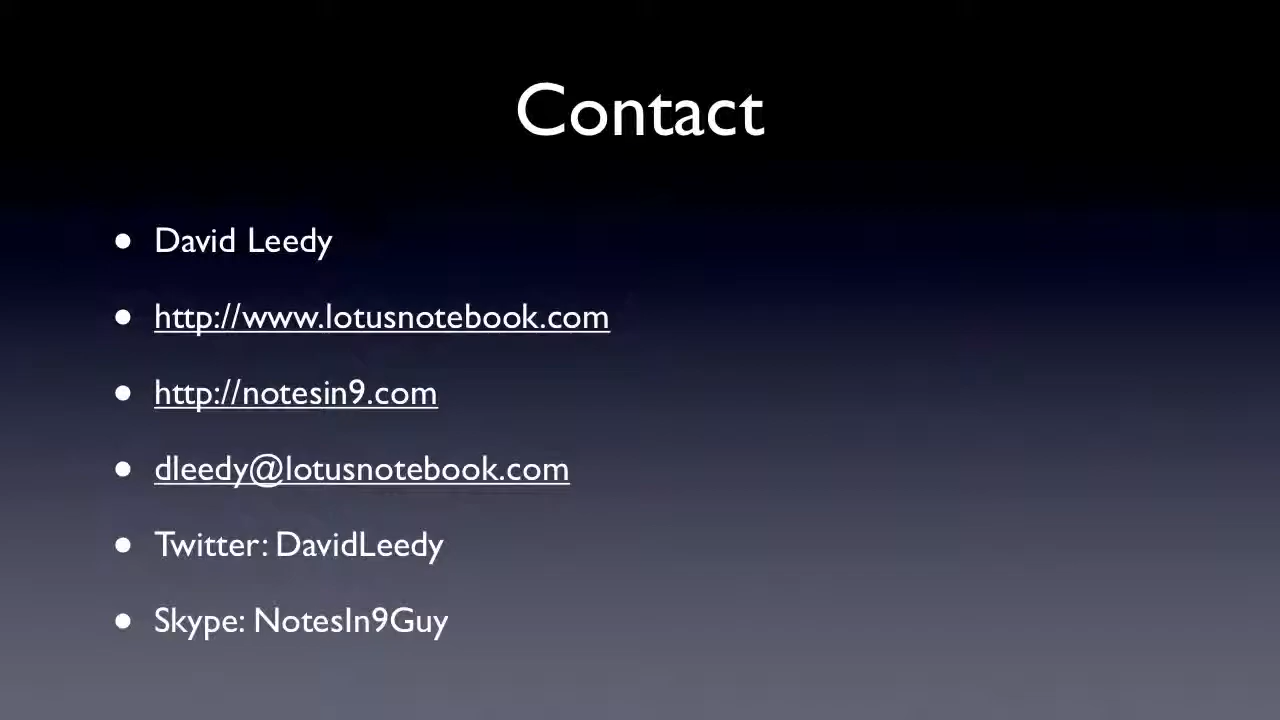 Contact
• David Leedy
• http://www.lotusnotebook.com
• http://notesin9.com
• dleedy@lotusnotebook.com
• Twitter: DavidLeedy
• Skype: NotesIn9Guy